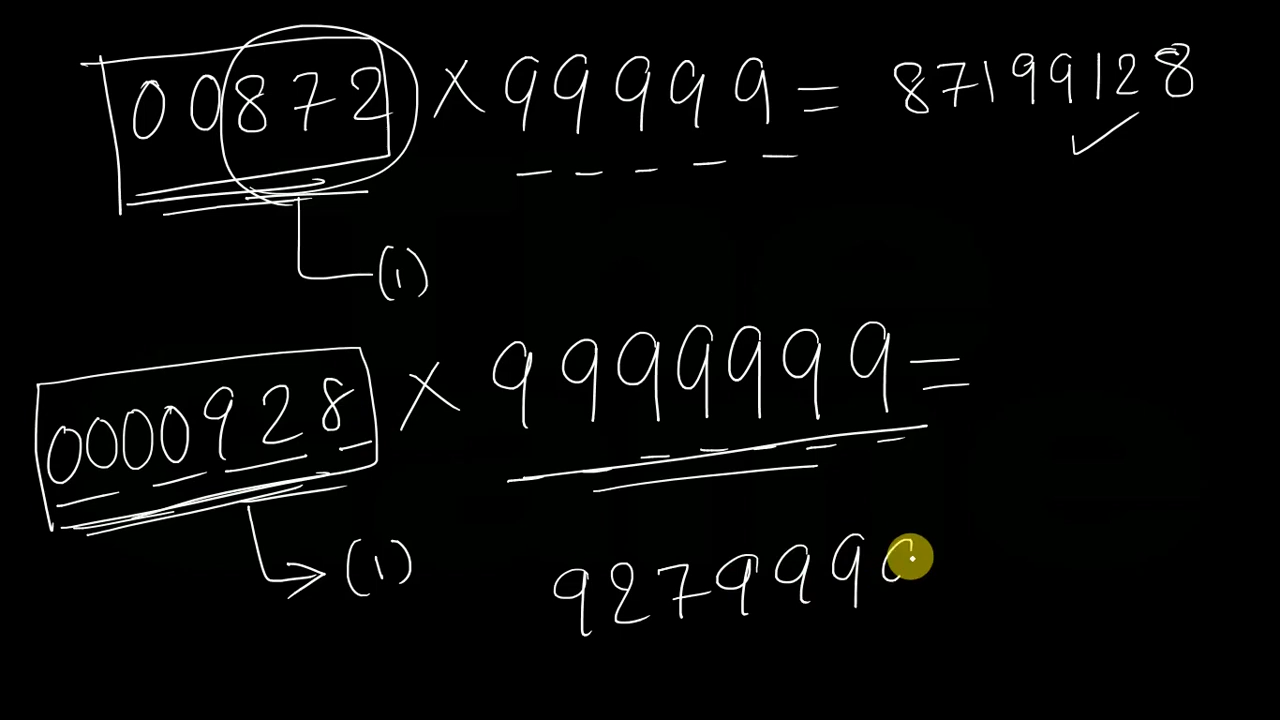 00872 × 99999 = 87199128
(1)
0000928 × 9999999 =
(1)
927999